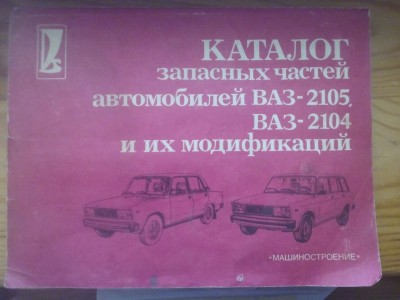 КАТАЛОГ
запасных частей
автомобилей ВАЗ-2105,
ВАЗ-2104
и их модификаций
«МАШИНОСТРОЕНИЕ»